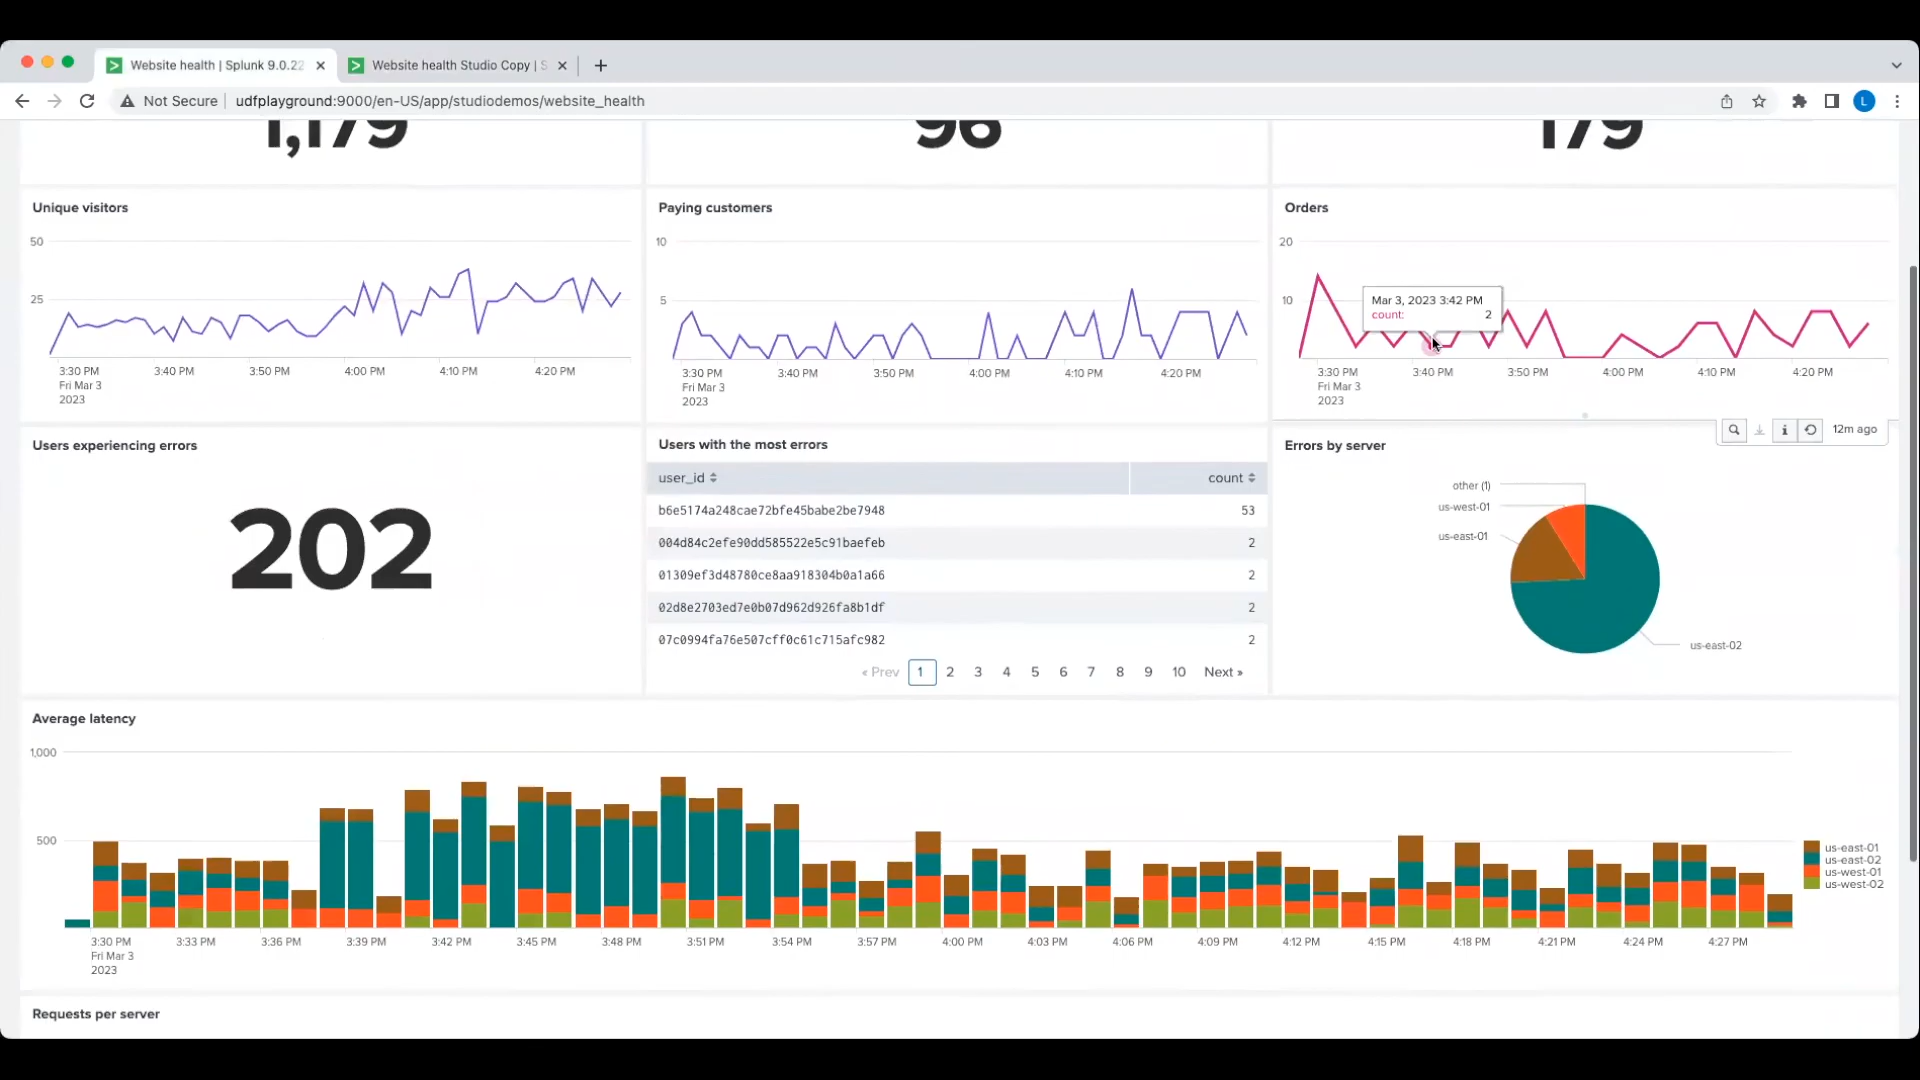 Website health | Splunk 9.0.22
Website health Studio Copy | S
Not Secure
udfplayground:9000/en-US/app/studiodemos/website_health
L
1,179
96
179
Unique visitors
50
25
3:30 PM 3:40 PM 3:50 PM 4:00 PM 4:10 PM 4:20 PM
Fri Mar 3
2023
Paying customers
10
5
3:30 PM 3:40 PM 3:50 PM 4:00 PM 4:10 PM 4:20 PM
Fri Mar 3
2023
Orders
20
10
Mar 3, 2023 3:42 PM
count: 2
3:30 PM 3:40 PM 3:50 PM 4:00 PM 4:10 PM 4:20 PM
Fri Mar 3
2023
12m ago
Users experiencing errors
202
Users with the most errors
user_id count
b6e5174a248cae72bfe45babe2be7948 53
004d84c2efe90dd585522e5c91baefeb 2
01309ef3d48780ce8aa918304b0a1a66 2
02d8e2703ed7e0b07d962d926fa8b1df 2
07c0994fa76e507cff0c61c715afc982 2
« Prev 1 2 3 4 5 6 7 8 9 10 Next »
Errors by server
other (1)
us-west-01
us-east-01
us-east-02
Average latency
1,000
500
3:30 PM 3:33 PM 3:36 PM 3:39 PM 3:42 PM 3:45 PM 3:48 PM 3:51 PM 3:54 PM 3:57 PM 4:00 PM 4:03 PM 4:06 PM 4:09 PM 4:12 PM 4:15 PM 4:18 PM 4:21 PM 4:24 PM 4:27 PM
Fri Mar 3
2023
us-east-01
us-east-02
us-west-01
us-west-02
Requests per server